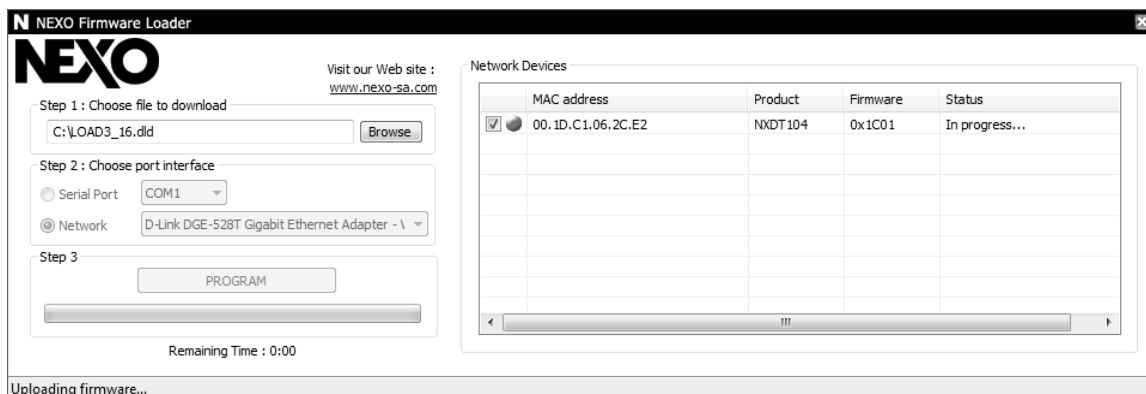 N NEXO Firmware Loader
NEXO
Visit our Web site :
www.nexo-sa.com
Step 1 : Choose file to download
C:\LOAD3_16.dld
Browse
Step 2 : Choose port interface
Serial Port
COM1
Network
D-Link DGE-528T Gigabit Ethernet Adapter - \
Step 3
PROGRAM
Remaining Time : 0:00
Network Devices
MAC address Product Firmware Status
00.1D.C1.06.2C.E2 NXDT104 0x1C01 In progress...
Uploading firmware...